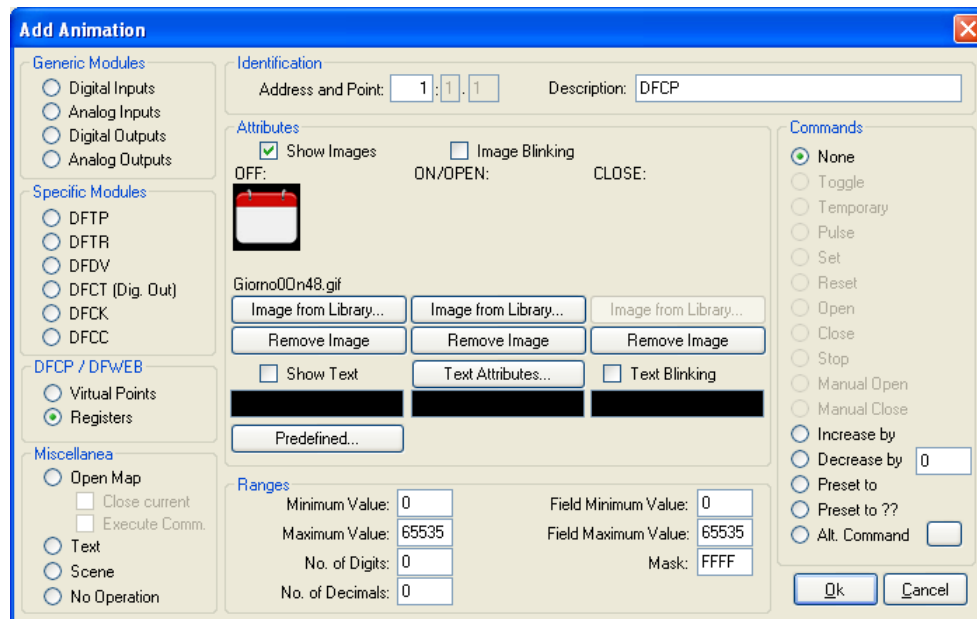 Add Animation
Generic Modules
Digital Inputs
Analog Inputs
Digital Outputs
Analog Outputs
Specific Modules
DFTP
DFTR
DFDV
DFCT (Dig. Out)
DFCK
DFCC
DFCP / DFWEB
Virtual Points
Registers
Miscellanea
Open Map
Close current
Execute Comm.
Text
Scene
No Operation
Identification
Address and Point: 1 : 1 . 1 Description: DFCP
Attributes
Show Images Image Blinking
OFF: ON/OPEN: CLOSE:
Giorno0On48.gif
Image from Library... Image from Library... Image from Library...
Remove Image Remove Image Remove Image
Show Text Text Attributes... Text Blinking
Predefined...
Ranges
Minimum Value: 0 Field Minimum Value: 0
Maximum Value: 65535 Field Maximum Value: 65535
No. of Digits: 0 Mask: FFFF
No. of Decimals: 0
Commands
None
Toggle
Temporary
Pulse
Set
Reset
Open
Close
Stop
Manual Open
Manual Close
Increase by
Decrease by 0
Preset to
Preset to ??
Alt. Command
Ok Cancel